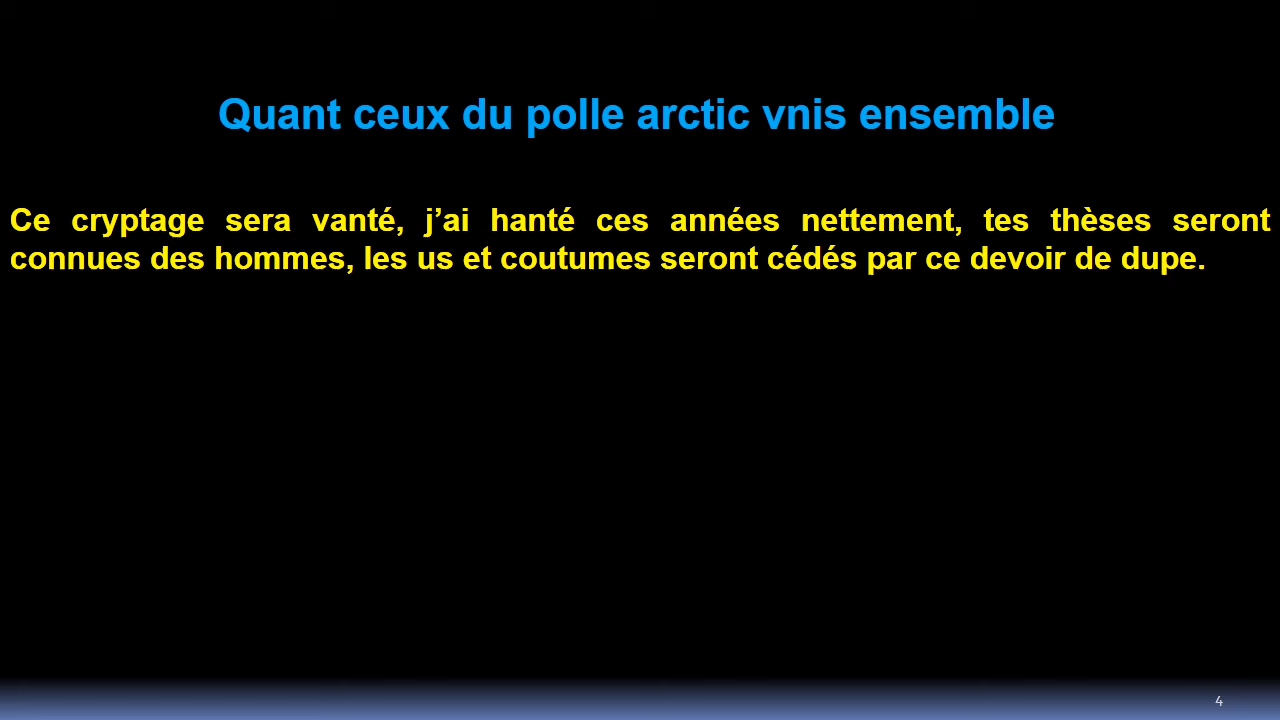 Quant ceux du polle arctic vnis ensemble
Ce cryptage sera vanté, j’ai hanté ces années nettement, tes thèses seront
connues des hommes, les us et coutumes seront cédés par ce devoir de dupe.
4